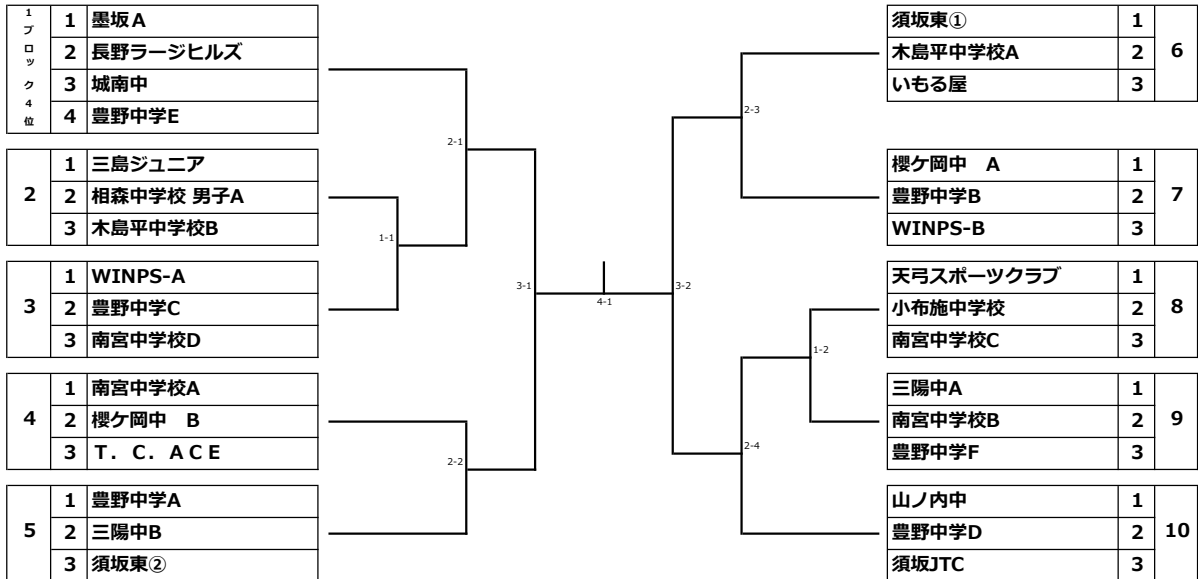 1ブロック4位
1 墨坂A
2 長野ラージヒルズ
3 城南中
4 豊野中学E
2
1 三島ジュニア
2 相森中学校 男子A
3 木島平中学校B
3
1 WINPS-A
2 豊野中学C
3 南宮中学校D
4
1 南宮中学校A
2 櫻ケ岡中　B
3 Ｔ．Ｃ．ＡＣＥ
5
1 豊野中学A
2 三陽中B
3 須坂東②
2-1
1-1
3-1
2-2
4-1
3-2
2-3
1-2
2-4
須坂東① 1
木島平中学校A 2
いもる屋 3
6
櫻ケ岡中　A 1
豊野中学B 2
WINPS-B 3
7
天弓スポーツクラブ 1
小布施中学校 2
南宮中学校C 3
8
三陽中A 1
南宮中学校B 2
豊野中学F 3
9
山ノ内中 1
豊野中学D 2
須坂JTC 3
10